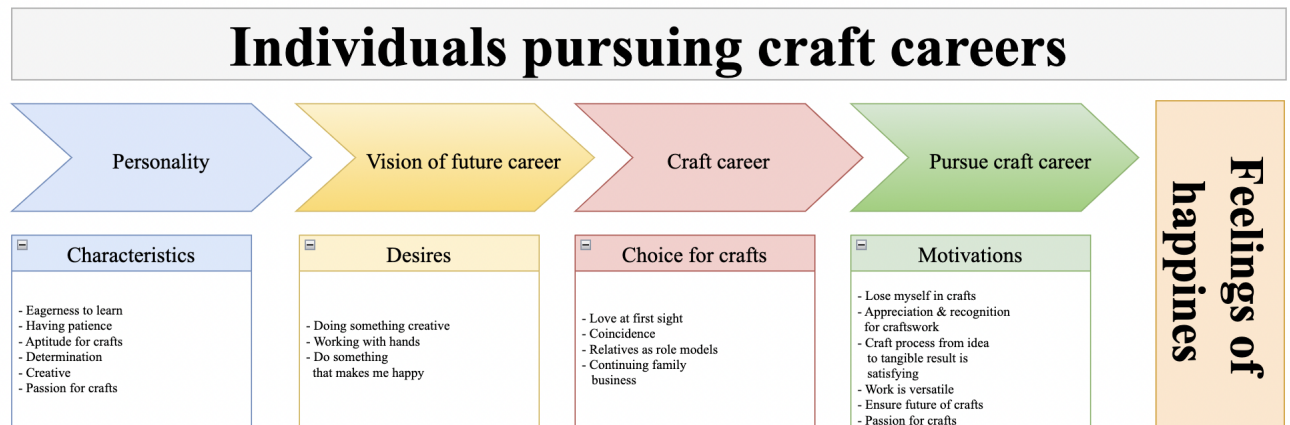 Individuals pursuing craft careers
Personality
Vision of future career
Craft career
Pursue craft career
Feelings of
happines
Characteristics
- Eagerness to learn
- Having patience
- Aptitude for crafts
- Determination
- Creative
- Passion for crafts
Desires
- Doing something creative
- Working with hands
- Do something
that makes me happy
Choice for crafts
- Love at first sight
- Coincidence
- Relatives as role models
- Continuing family
business
Motivations
- Lose myself in crafts
- Appreciation & recognition
for craftswork
- Craft process from idea
to tangible result is
satisfying
- Work is versatile
- Ensure future of crafts
- Passion for crafts